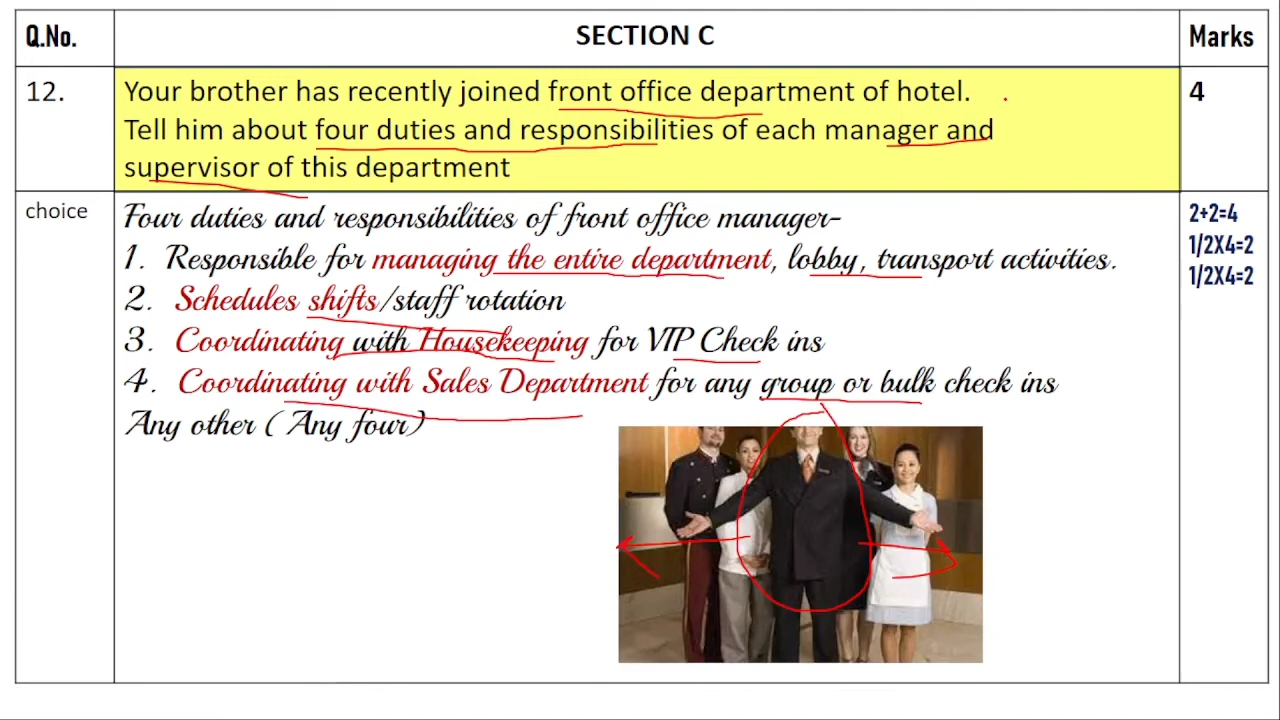 Q.No. SECTION C Marks
12. Your brother has recently joined front office department of hotel. 4
Tell him about four duties and responsibilities of each manager and
supervisor of this department
choice Four duties and responsibilities of front office manager- 2+2=4
1. Responsible for managing the entire department, lobby, transport activities. 1/2X4=2
2. Schedules shifts/staff rotation 1/2X4=2
3. Coordinating with Housekeeping for VIP Check ins
4. Coordinating with Sales Department for any group or bulk check ins
Any other ( Any four)